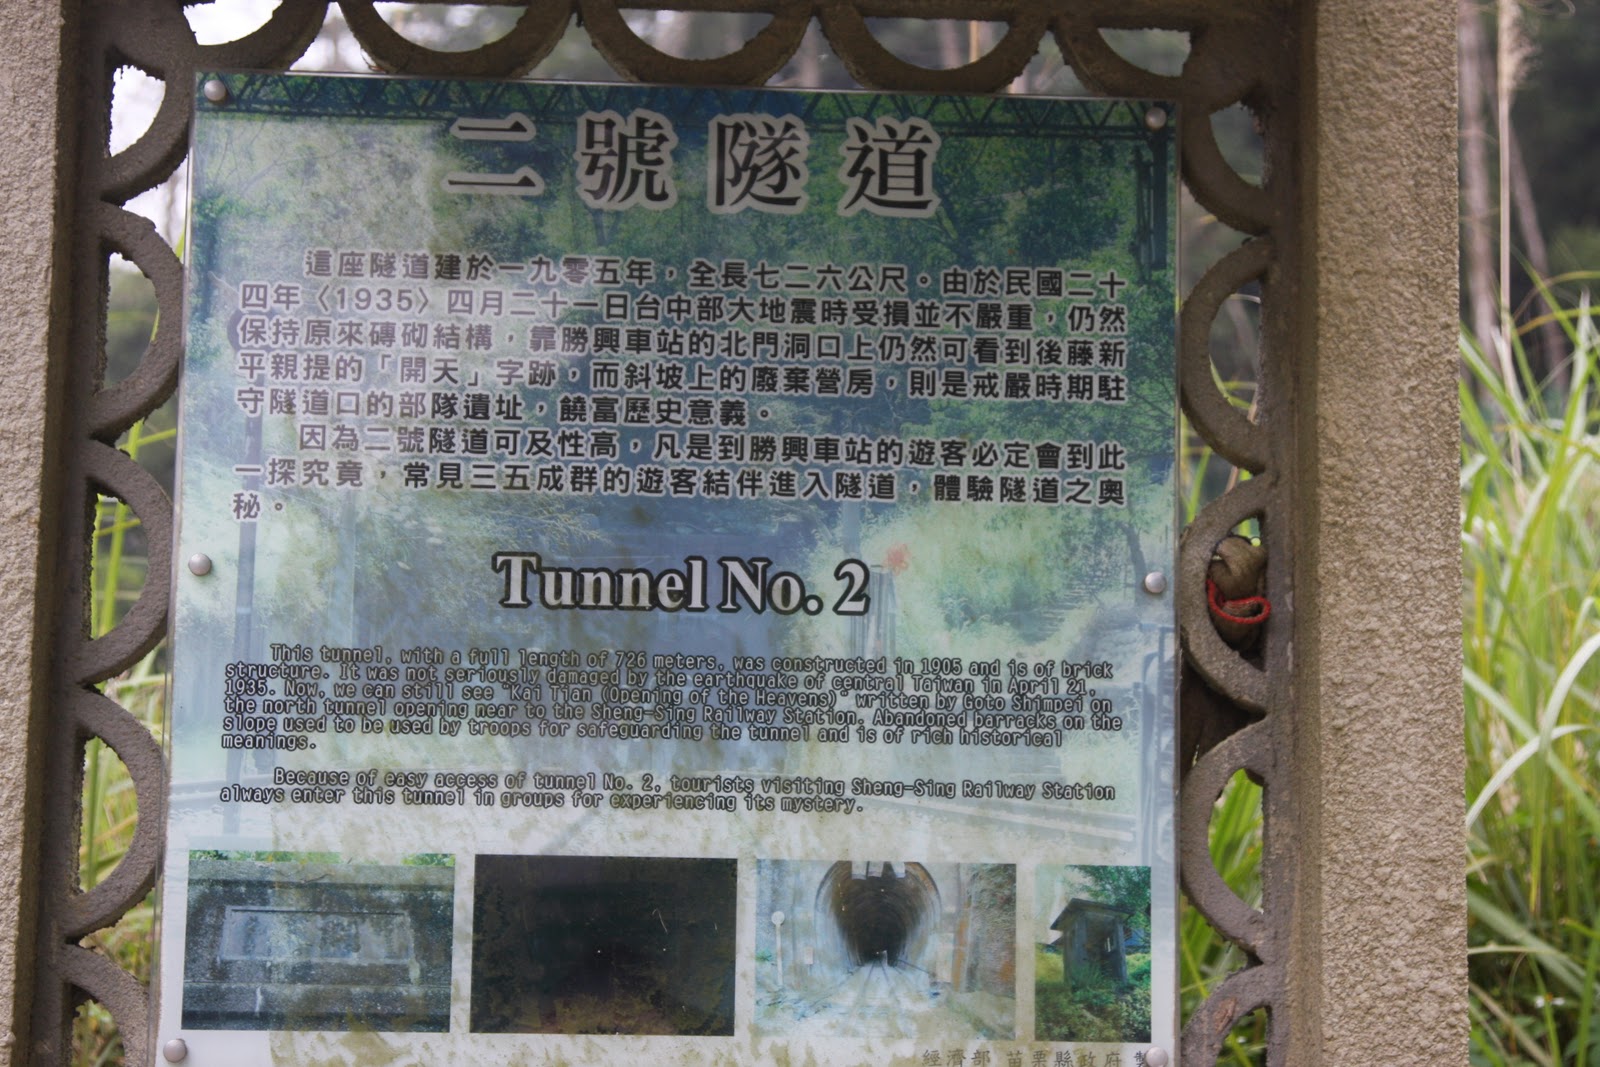 二號隧道
這座隧道建於一九零五年，全長七二六公尺。由於民國二十
四年〈1935〉四月二十一日台中部大地震時受損並不嚴重，仍然
保持原來磚砌結構，靠勝興車站的北門洞口上仍然可看到後藤新
平親提的「開天」字跡，而斜坡上的廢棄營房，則是戒嚴時期駐
守隧道口的部隊遺址，饒富歷史意義。
因為二號隧道可及性高，凡是到勝興車站的遊客必定會到此
一探究竟，常見三五成群的遊客結伴進入隧道，體驗隧道之奧
秘。
Tunnel No. 2
This tunnel, with a full length of 726 meters, was constructed in 1905 and is of brick
structure. It was not seriously damaged by the earthquake of central Taiwan in April 21,
1935. Now, we can still see "Kai Tian (Opening of the Heavens)" written by Goto Shimpei on
the north tunnel opening near to the Sheng-Sing Railway Station. Abandoned barracks on the
slope used to be used by troops for safeguarding the tunnel and is of rich historical
meanings.
Because of easy access of tunnel No. 2, tourists visiting Sheng-Sing Railway Station
always enter this tunnel in groups for experiencing its mystery.
經濟部 苗栗縣政府 製